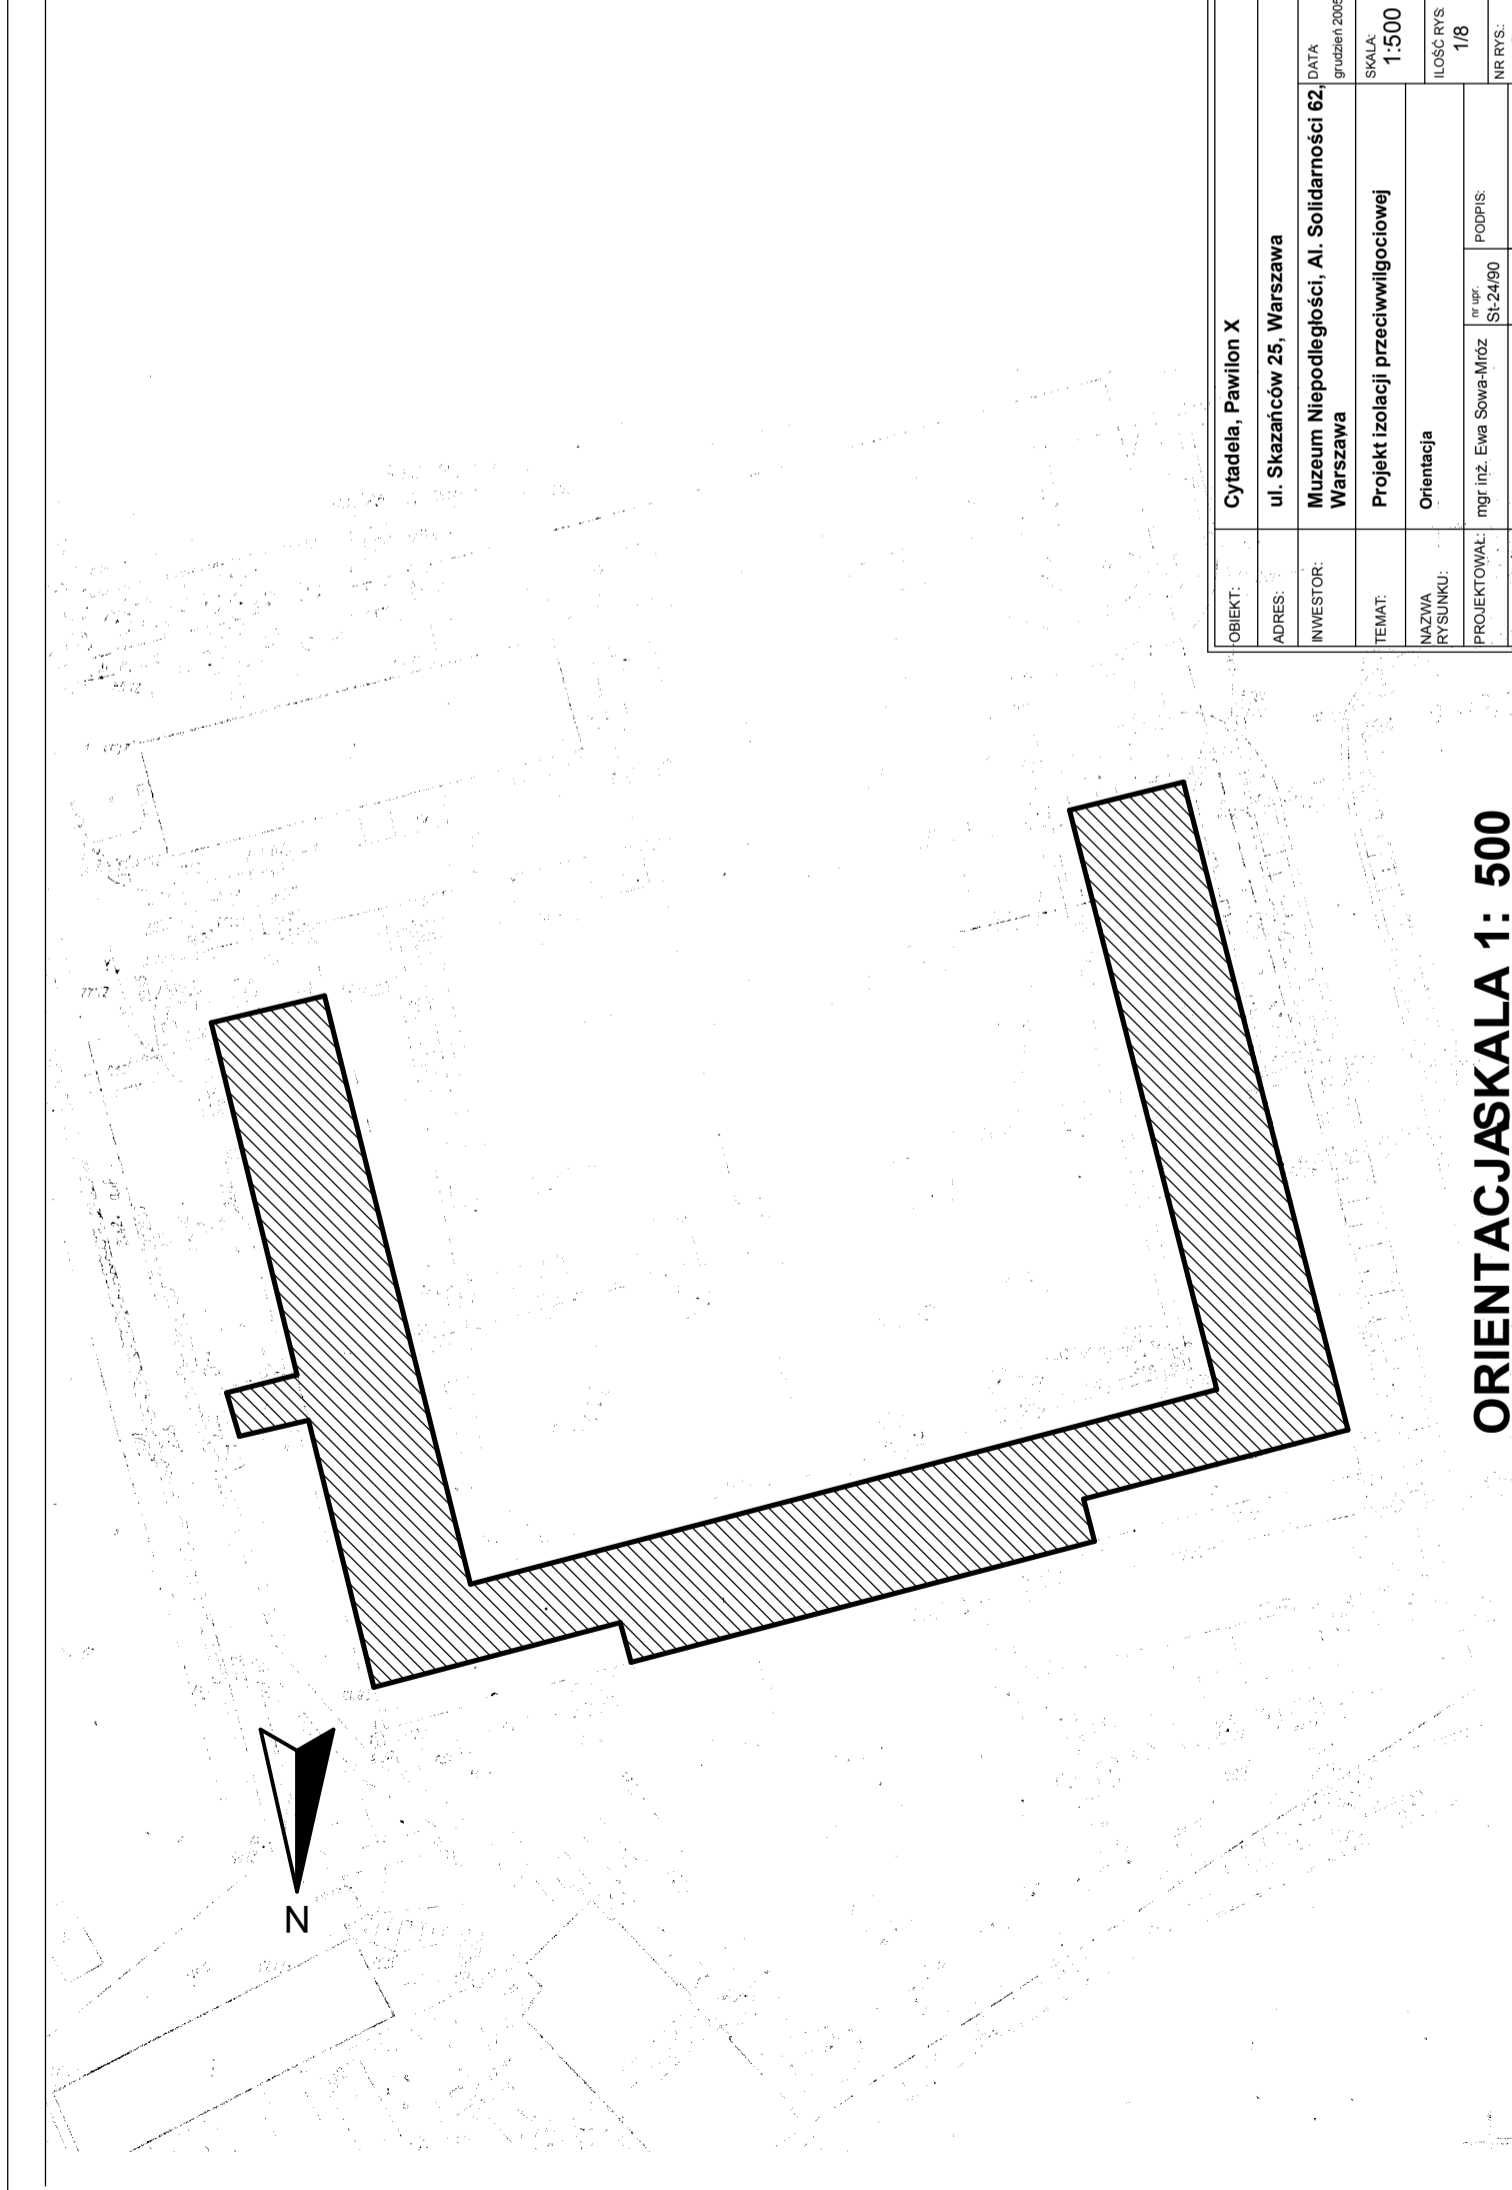 OBIEKT: Cytadela, Pawilon X
ADRES: ul. Skazańców 25, Warszawa
INWESTOR: Muzeum Niepodległości, Al. Solidarności 62,
Warszawa
DATA:
grudzień 2005
TEMAT: Projekt izolacji przeciwwilgociowej
SKALA:
1:500
NAZWA
RYSUNKU:
Orientacja
ILOŚĆ RYS:
1/8
PROJEKTOWAŁ: mgr inż. Ewa Sowa-Mróz
nr upr.
St-24/90
PODPIS:
NR RYS.:
N
ORIENTACJASKALA 1: 500